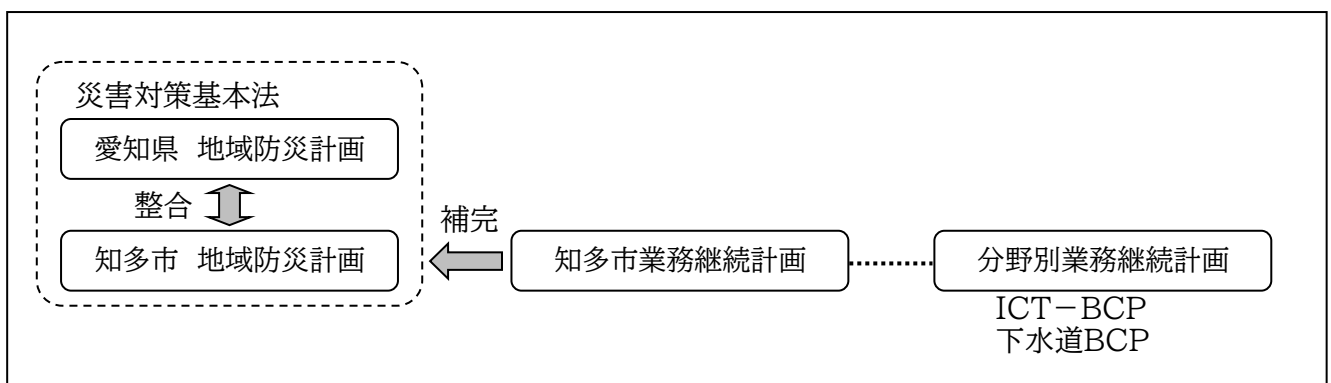 災害対策基本法
愛知県 地域防災計画
整合
知多市 地域防災計画
補完
知多市業務継続計画
分野別業務継続計画
ICT−BCP
下水道BCP